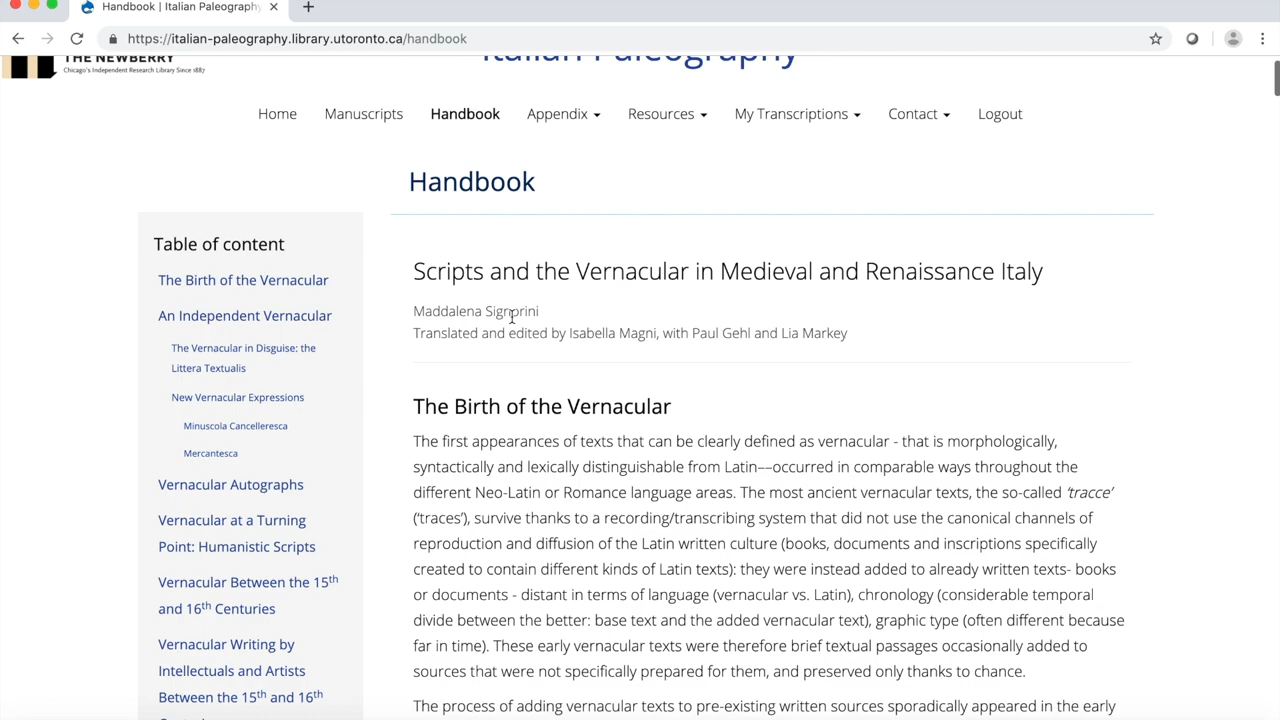 Handbook | Italian Paleography
https://italian-paleography.library.utoronto.ca/handbook
THE NEWBERRY
Chicago's Independent Research Library Since 1887
Italian Paleography
Home Manuscripts Handbook Appendix Resources My Transcriptions Contact Logout
Handbook
Table of content
The Birth of the Vernacular
An Independent Vernacular
The Vernacular in Disguise: the
Littera Textualis
New Vernacular Expressions
Minuscola Cancelleresca
Mercantesca
Vernacular Autographs
Vernacular at a Turning
Point: Humanistic Scripts
Vernacular Between the 15th
and 16th Centuries
Vernacular Writing by
Intellectuals and Artists
Between the 15th and 16th
Scripts and the Vernacular in Medieval and Renaissance Italy
Maddalena Signorini
Translated and edited by Isabella Magni, with Paul Gehl and Lia Markey
The Birth of the Vernacular
The first appearances of texts that can be clearly defined as vernacular - that is morphologically,
syntactically and lexically distinguishable from Latin––occurred in comparable ways throughout the
different Neo-Latin or Romance language areas. The most ancient vernacular texts, the so-called ‘tracce’
(‘traces’), survive thanks to a recording/transcribing system that did not use the canonical channels of
reproduction and diffusion of the Latin written culture (books, documents and inscriptions specifically
created to contain different kinds of Latin texts): they were instead added to already written texts- books
or documents - distant in terms of language (vernacular vs. Latin), chronology (considerable temporal
divide between the better: base text and the added vernacular text), graphic type (often different because
far in time). These early vernacular texts were therefore brief textual passages occasionally added to
sources that were not specifically prepared for them, and preserved only thanks to chance.
The process of adding vernacular texts to pre-existing written sources sporadically appeared in the early